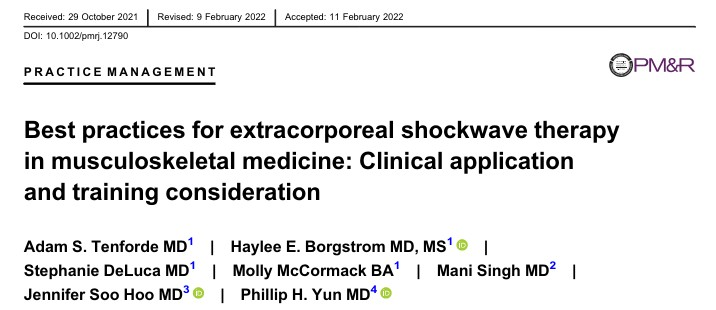 Received: 29 October 2021 | Revised: 9 February 2022 | Accepted: 11 February 2022
DOI: 10.1002/pmrj.12790
PRACTICE MANAGEMENT
PM&R
Best practices for extracorporeal shockwave therapy
in musculoskeletal medicine: Clinical application
and training consideration
Adam S. Tenforde MD1 | Haylee E. Borgstrom MD, MS1 iD |
Stephanie DeLuca MD1 | Molly McCormack BA1 | Mani Singh MD2 |
Jennifer Soo Hoo MD3 iD | Phillip H. Yun MD4 iD